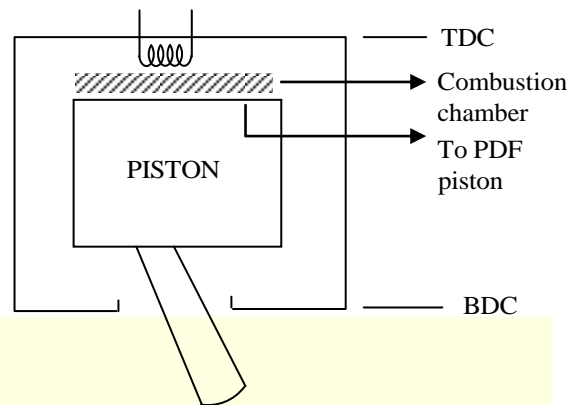 TDC
Combustion
chamber
To PDF
piston
PISTON
BDC